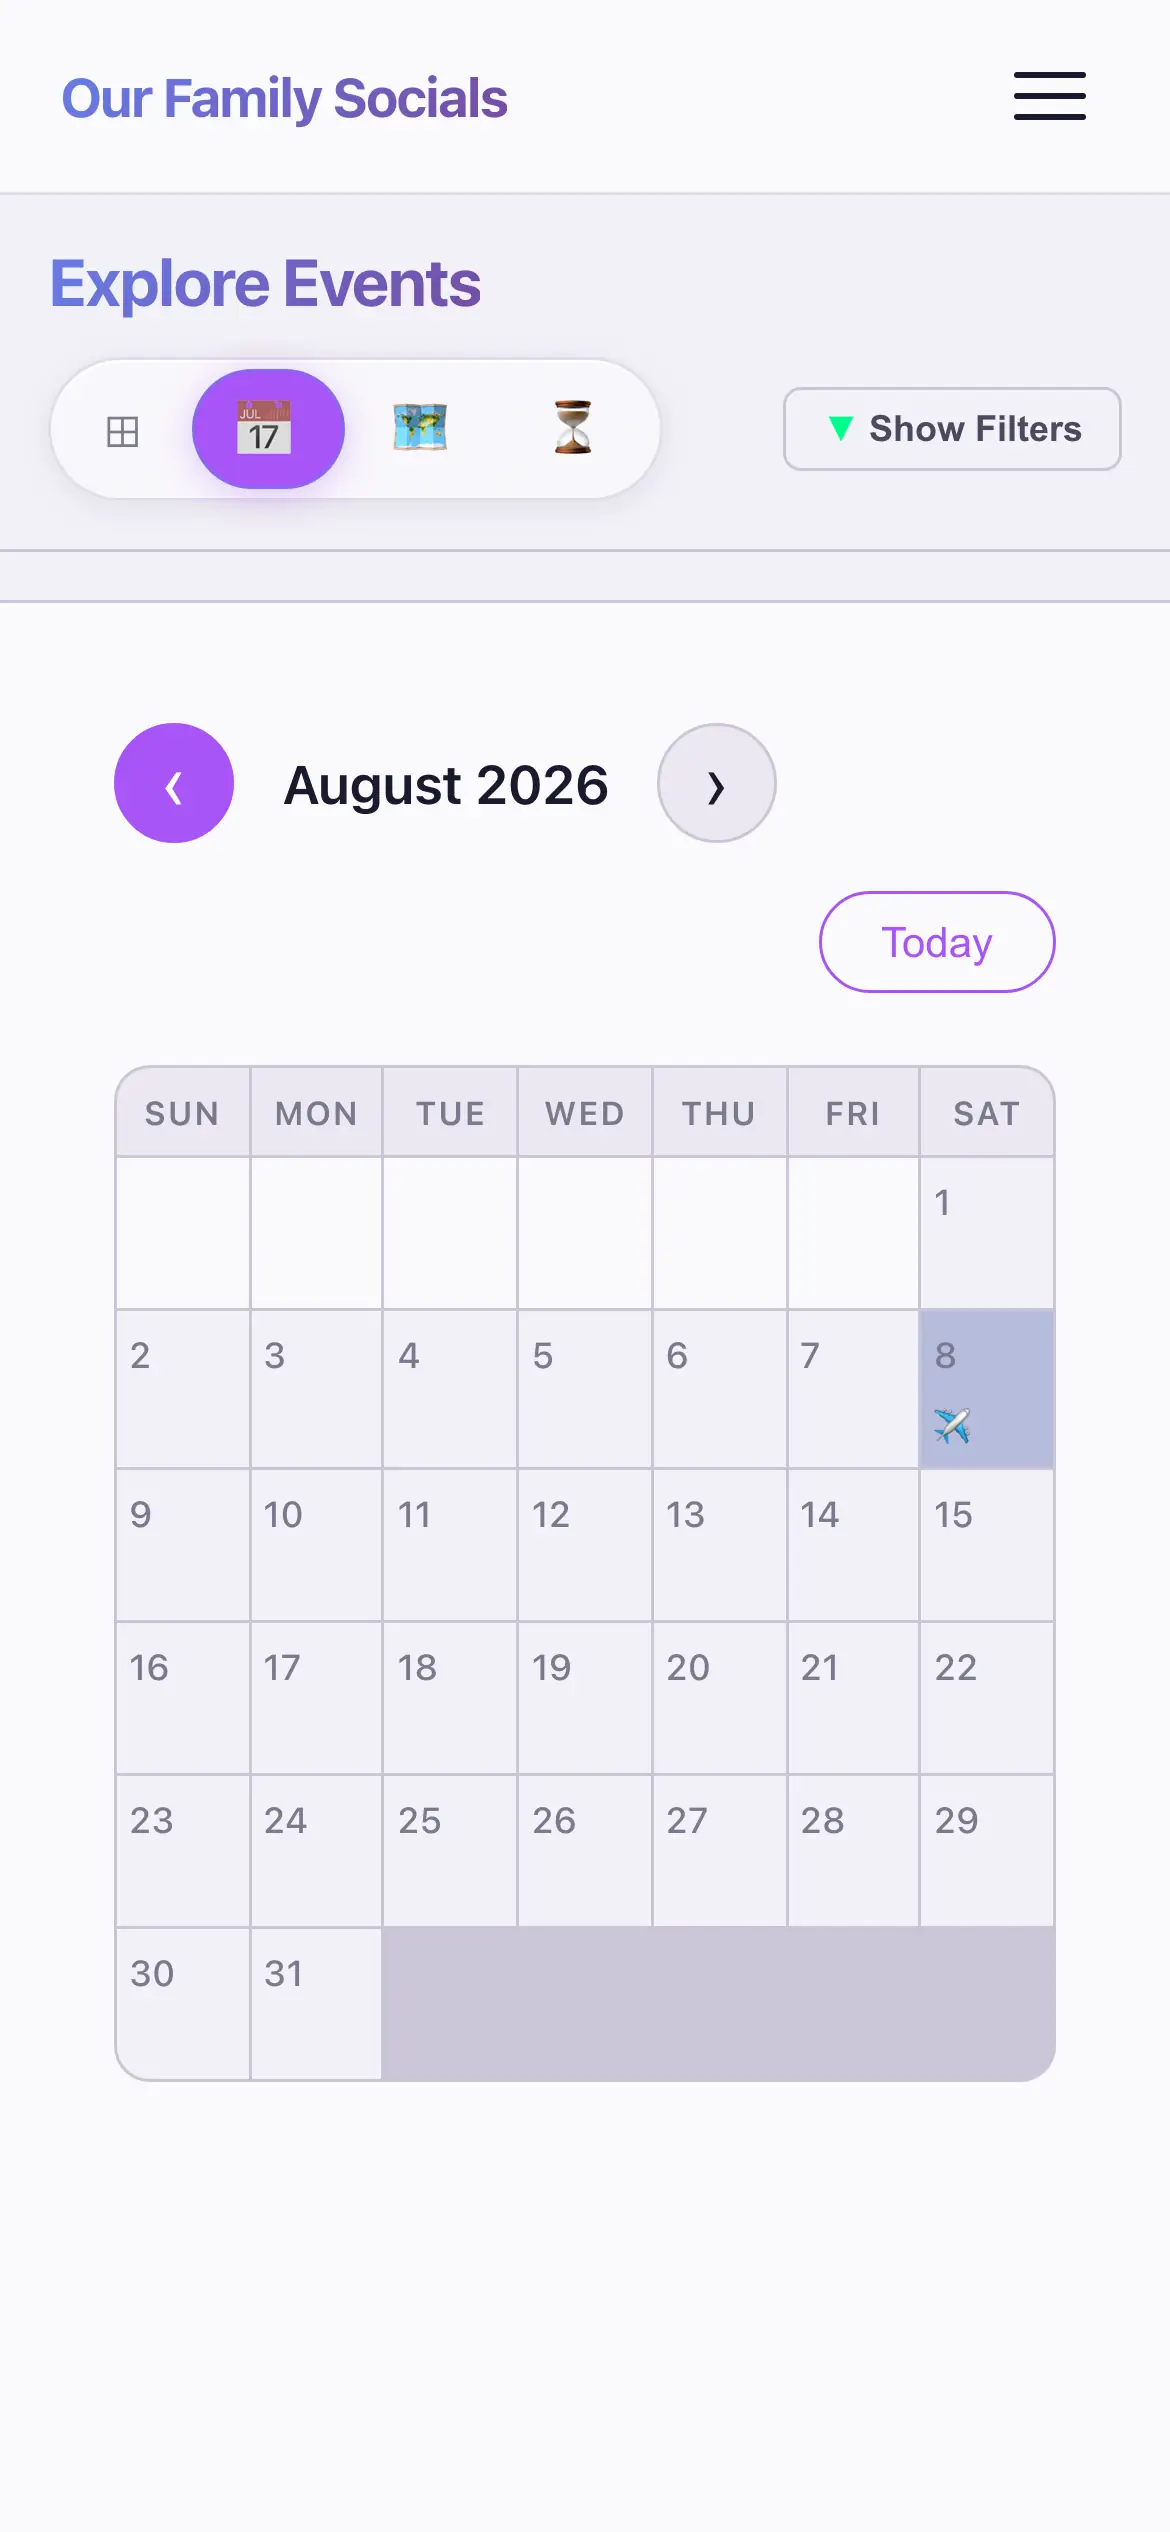 Our Family Socials
Explore Events
▼ Show Filters
‹ August 2026 ›
Today
SUN MON TUE WED THU FRI SAT
1
2 3 4 5 6 7 8
9 10 11 12 13 14 15
16 17 18 19 20 21 22
23 24 25 26 27 28 29
30 31